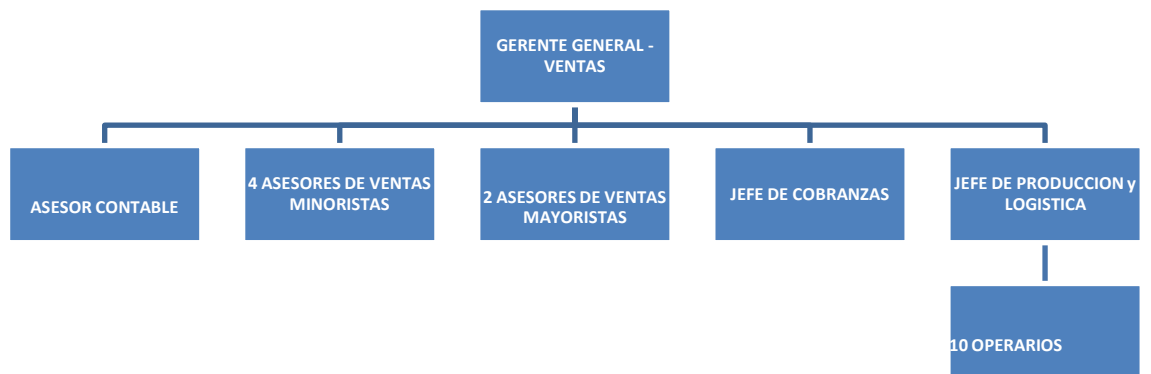 GERENTE GENERAL -
VENTAS
ASESOR CONTABLE
4 ASESORES DE VENTAS
MINORISTAS
2 ASESORES DE VENTAS
MAYORISTAS
JEFE DE COBRANZAS
JEFE DE PRODUCCION y
LOGISTICA
10 OPERARIOS